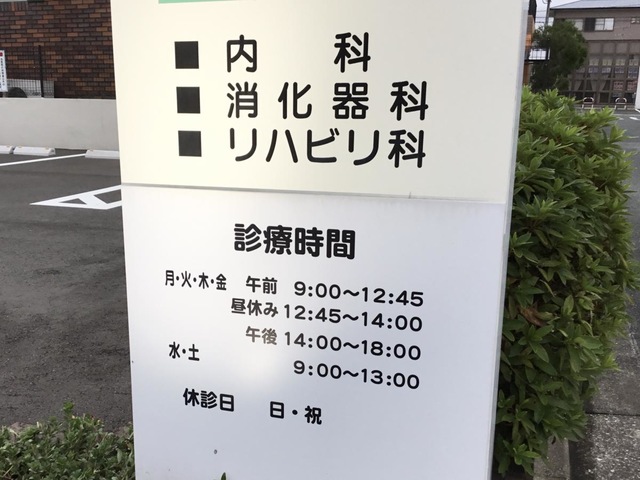 ■ 内科
■ 消化器科
■ リハビリ科
診療時間
月・火・木・金 午前 9:00～12:45
昼休み 12:45～14:00
午後 14:00～18:00
水・土 9:00～13:00
休診日 日・祝